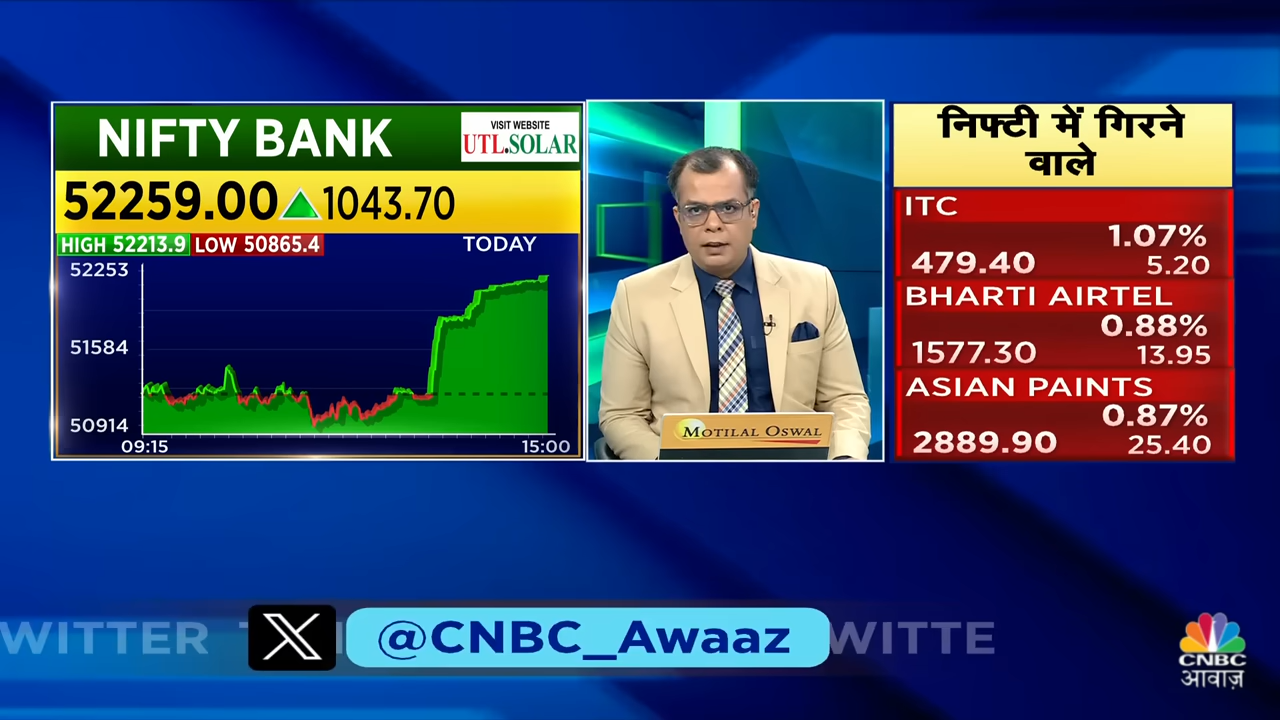 NIFTY BANK
VISIT WEBSITE
UTL.SOLAR
52259.00 1043.70
HIGH 52213.9 LOW 50865.4 TODAY
52253
51584
50914
09:15 15:00
MOTILAL OSWAL
निफ्टी में गिरने
वाले
ITC
1.07%
479.40 5.20
BHARTI AIRTEL
0.88%
1577.30 13.95
ASIAN PAINTS
0.87%
2889.90 25.40
WITTER T @CNBC_Awaaz WITTE
CNBC
आवाज़